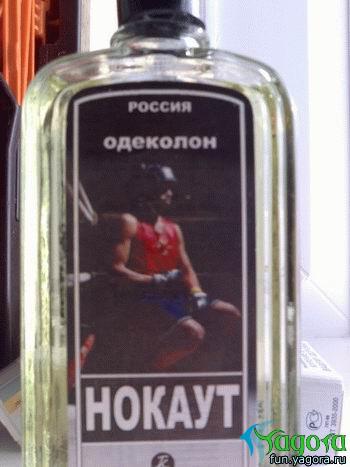 РОССИЯ
одеколон
НОКАУТ
Yagora
fun.yagora.ru